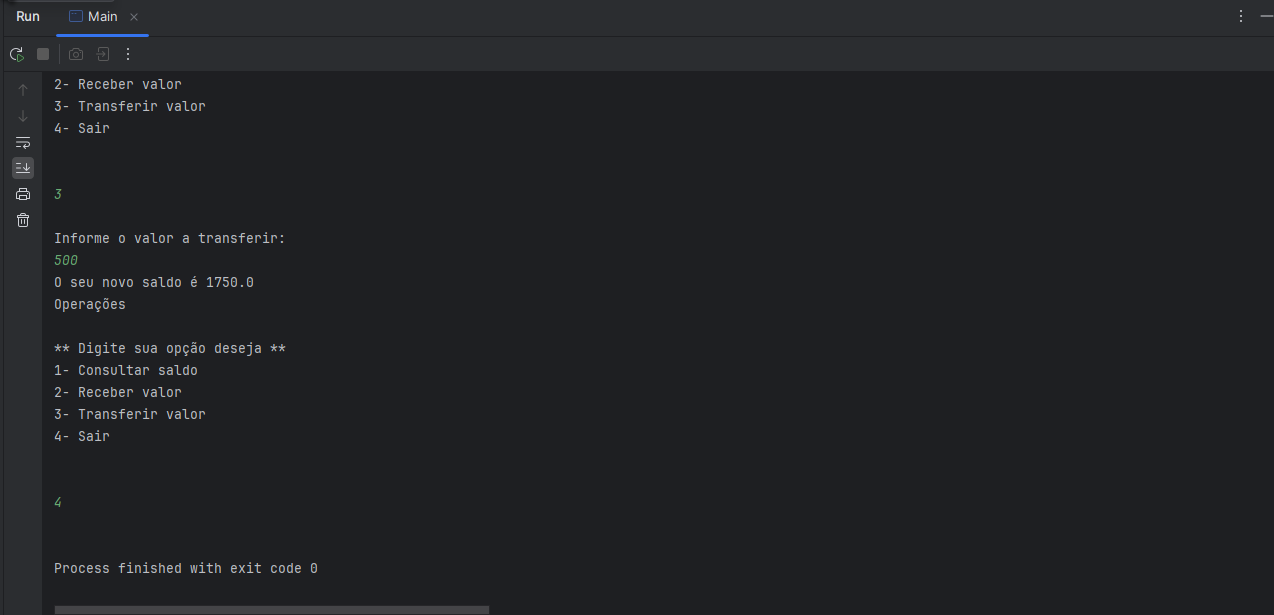 Run
Main
2- Receber valor
3- Transferir valor
4- Sair
3
Informe o valor a transferir:
500
O seu novo saldo é 1750.0
Operações
** Digite sua opção deseja **
1- Consultar saldo
2- Receber valor
3- Transferir valor
4- Sair
4
Process finished with exit code 0